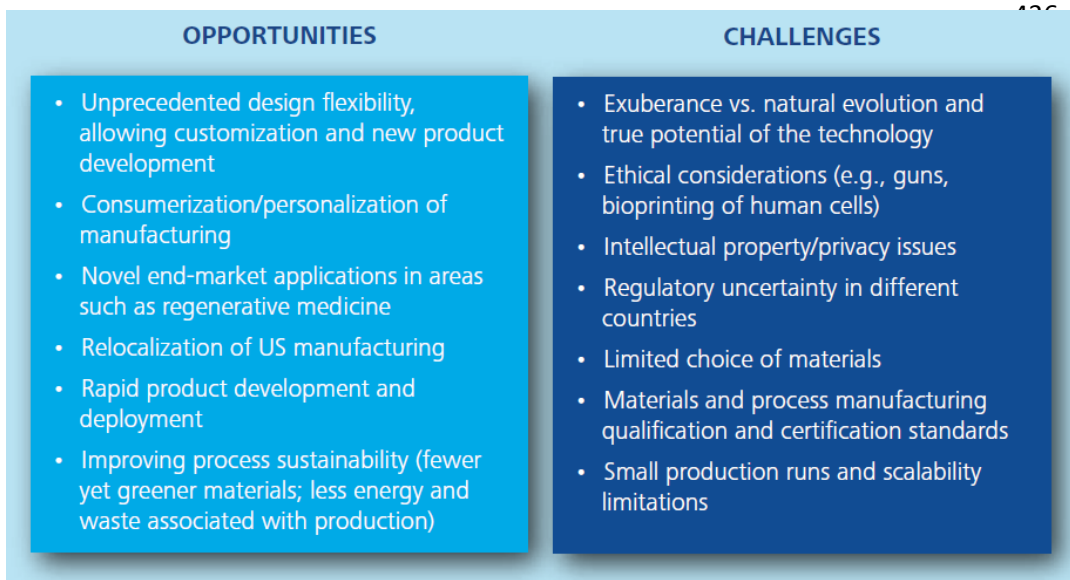 OPPORTUNITIES
• Unprecedented design flexibility,
allowing customization and new product
development
• Consumerization/personalization of
manufacturing
• Novel end-market applications in areas
such as regenerative medicine
• Relocalization of US manufacturing
• Rapid product development and
deployment
• Improving process sustainability (fewer
yet greener materials; less energy and
waste associated with production)
CHALLENGES
• Exuberance vs. natural evolution and
true potential of the technology
• Ethical considerations (e.g., guns,
bioprinting of human cells)
• Intellectual property/privacy issues
• Regulatory uncertainty in different
countries
• Limited choice of materials
• Materials and process manufacturing
qualification and certification standards
• Small production runs and scalability
limitations